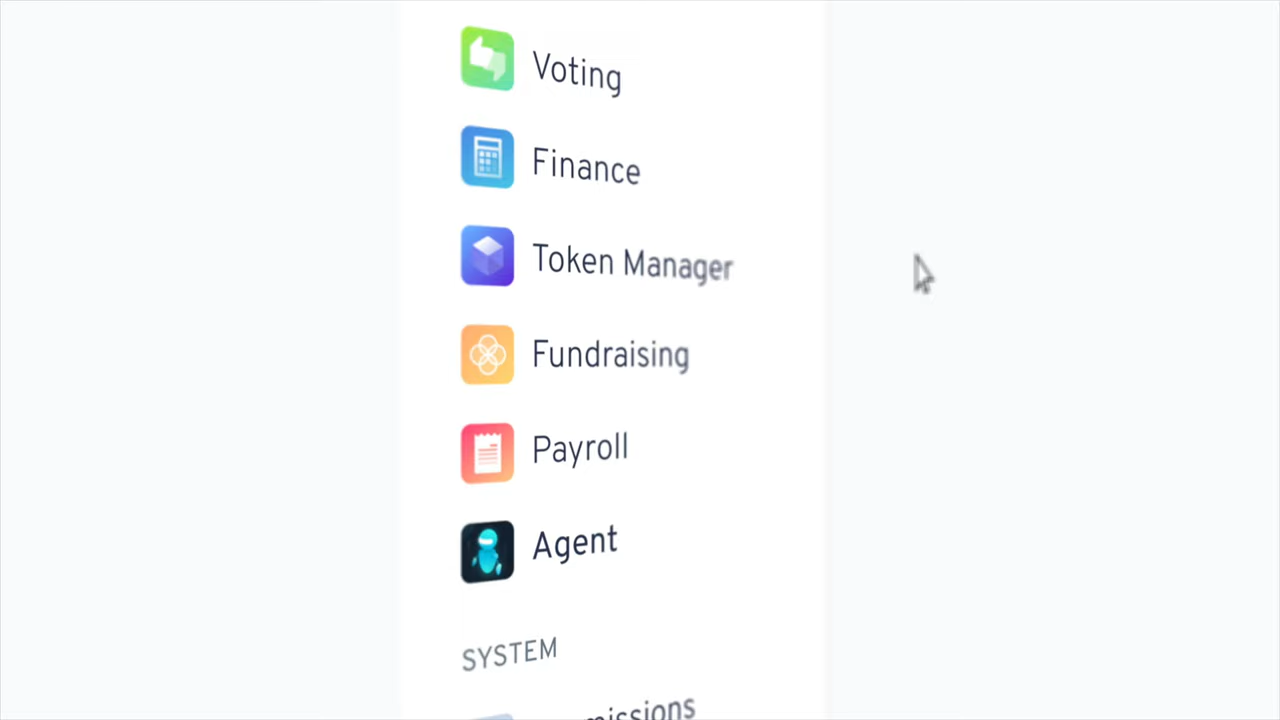 Voting
Finance
Token Manager
Fundraising
Payroll
Agent
SYSTEM